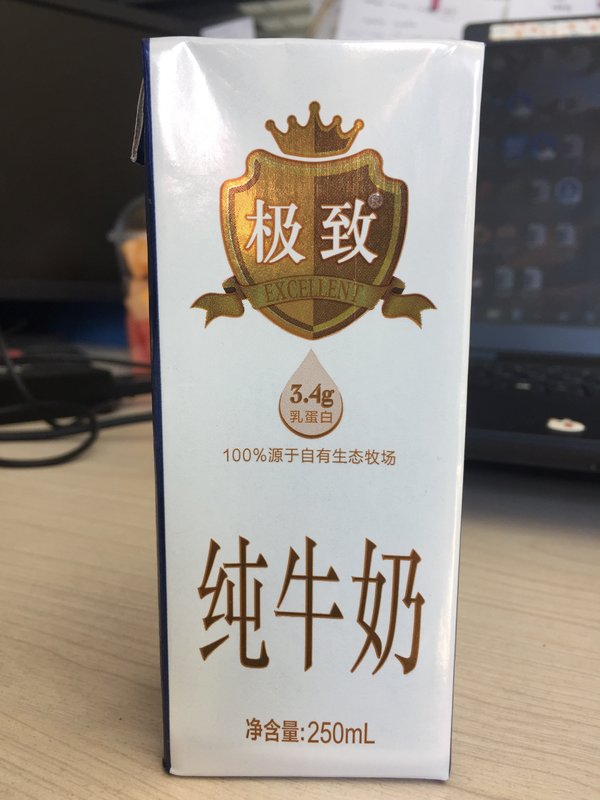 极致
EXCELLENT
3.4g
乳蛋白
100%源于自有生态牧场
纯牛奶
净含量:250mL